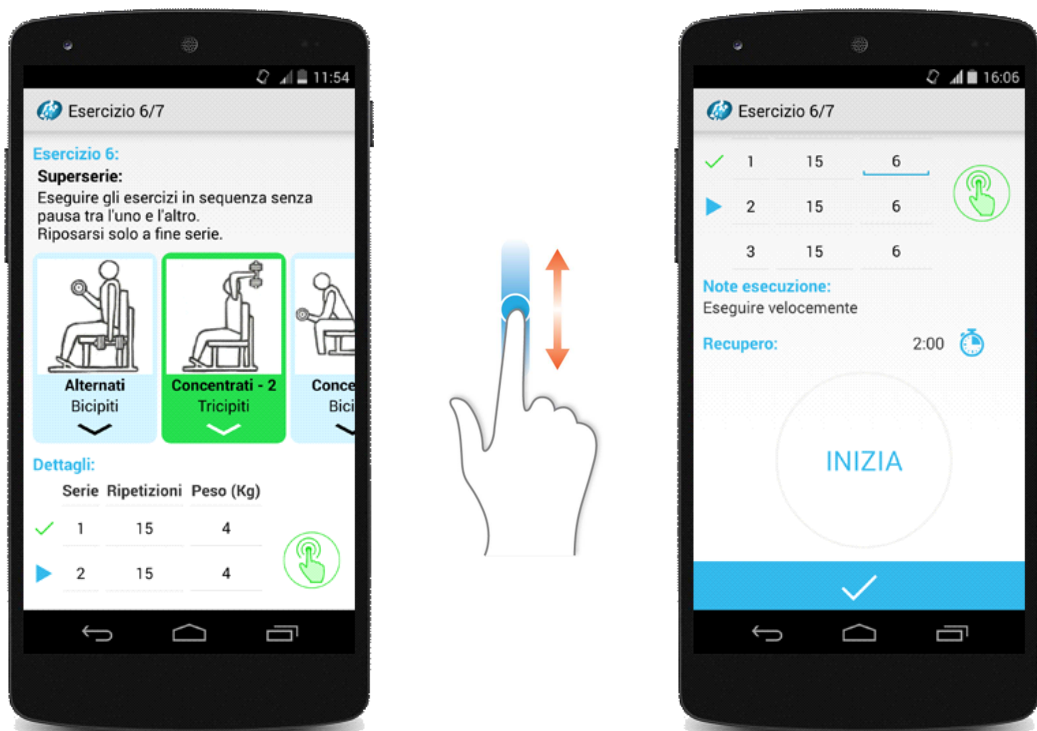 11:54
Esercizio 6/7
Esercizio 6:
Superserie:
Eseguire gli esercizi in sequenza senza
pausa tra l'uno e l'altro.
Riposarsi solo a fine serie.
Alternati
Bicipiti
Concentrati - 2
Tricipiti
Conce
Bici
Dettagli:
Serie Ripetizioni Peso (Kg)
1 15 4
2 15 4
16:06
Esercizio 6/7
1 15 6
2 15 6
3 15 6
Note esecuzione:
Eseguire velocemente
Recupero: 2:00
INIZIA